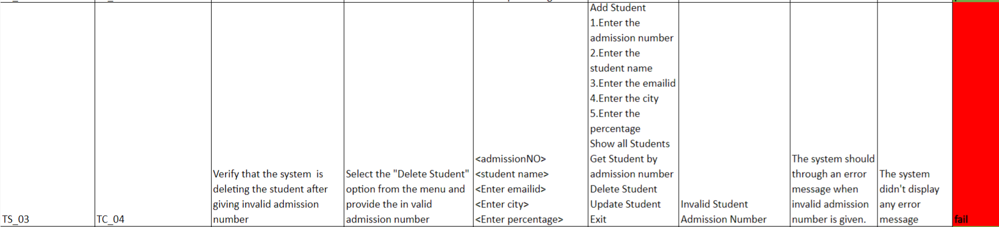 TS_03
TC_04
Verify that the system  is
deleting the student after
giving invalid admission
number
Select the "Delete Student"
option from the menu and
provide the in valid
admission number
<admissionNO>
<student name>
<Enter emailid>
<Enter city>
<Enter percentage>
Add Student
1.Enter the
admission number
2.Enter the
student name
3.Enter the emailid
4.Enter the city
5.Enter the
percentage
Show all Students
Get Student by
admission number
Delete Student
Update Student
Exit
Invalid Student
Admission Number
The system should
through an error
message when
invalid admission
number is given.
The system
didn't display
any error
message
fail